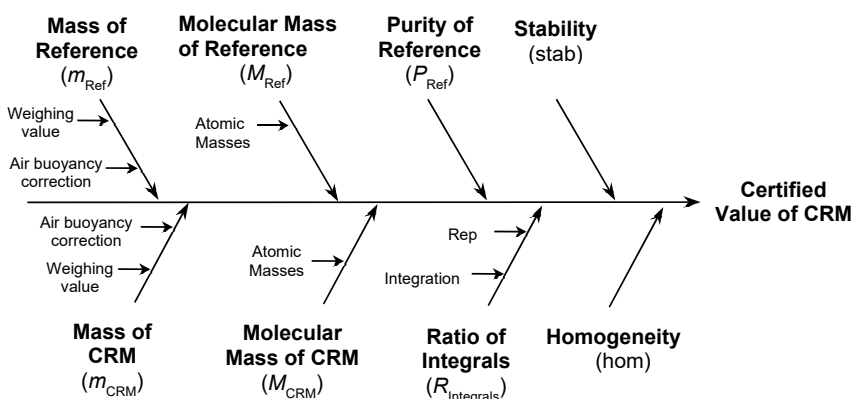 Mass of
Reference
(mRef)
Molecular Mass
of Reference
(MRef)
Purity of
Reference
(PRef)
Stability
(stab)
Weighing
value
Air buoyancy
correction
Atomic
Masses
Certified
Value of CRM
Air buoyancy
correction
Weighing
value
Atomic
Masses
Rep
Integration
Mass of
CRM
(mCRM)
Molecular
Mass of CRM
(MCRM)
Ratio of
Integrals
(RIntegrals)
Homogeneity
(hom)